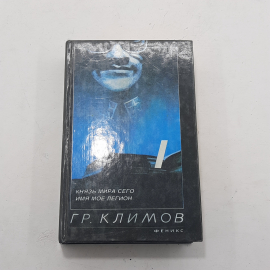 КНЯЗЬ МИРА СЕГО
ИМЯ МОЕ ЛЕГИОН
ГР. КЛИМОВ
ФЕНИКС